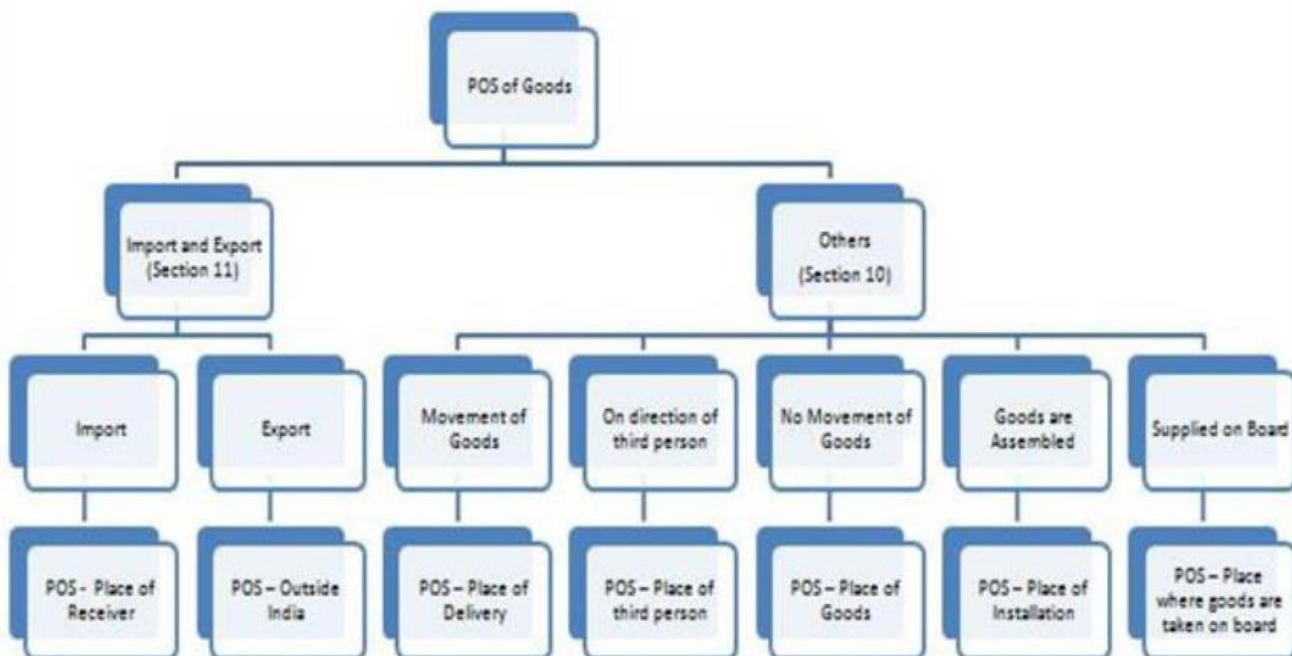 POS of Goods
Import and Export
(Section 11)
Others
(Section 10)
Import
Export
Movement of
Goods
On direction of
third person
No Movement of
Goods
Goods are
Assembled
Supplied on Board
POS - Place of
Receiver
POS – Outside
India
POS – Place of
Delivery
POS – Place of
third person
POS – Place of
Goods
POS – Place of
Installation
POS – Place
where goods are
taken on board